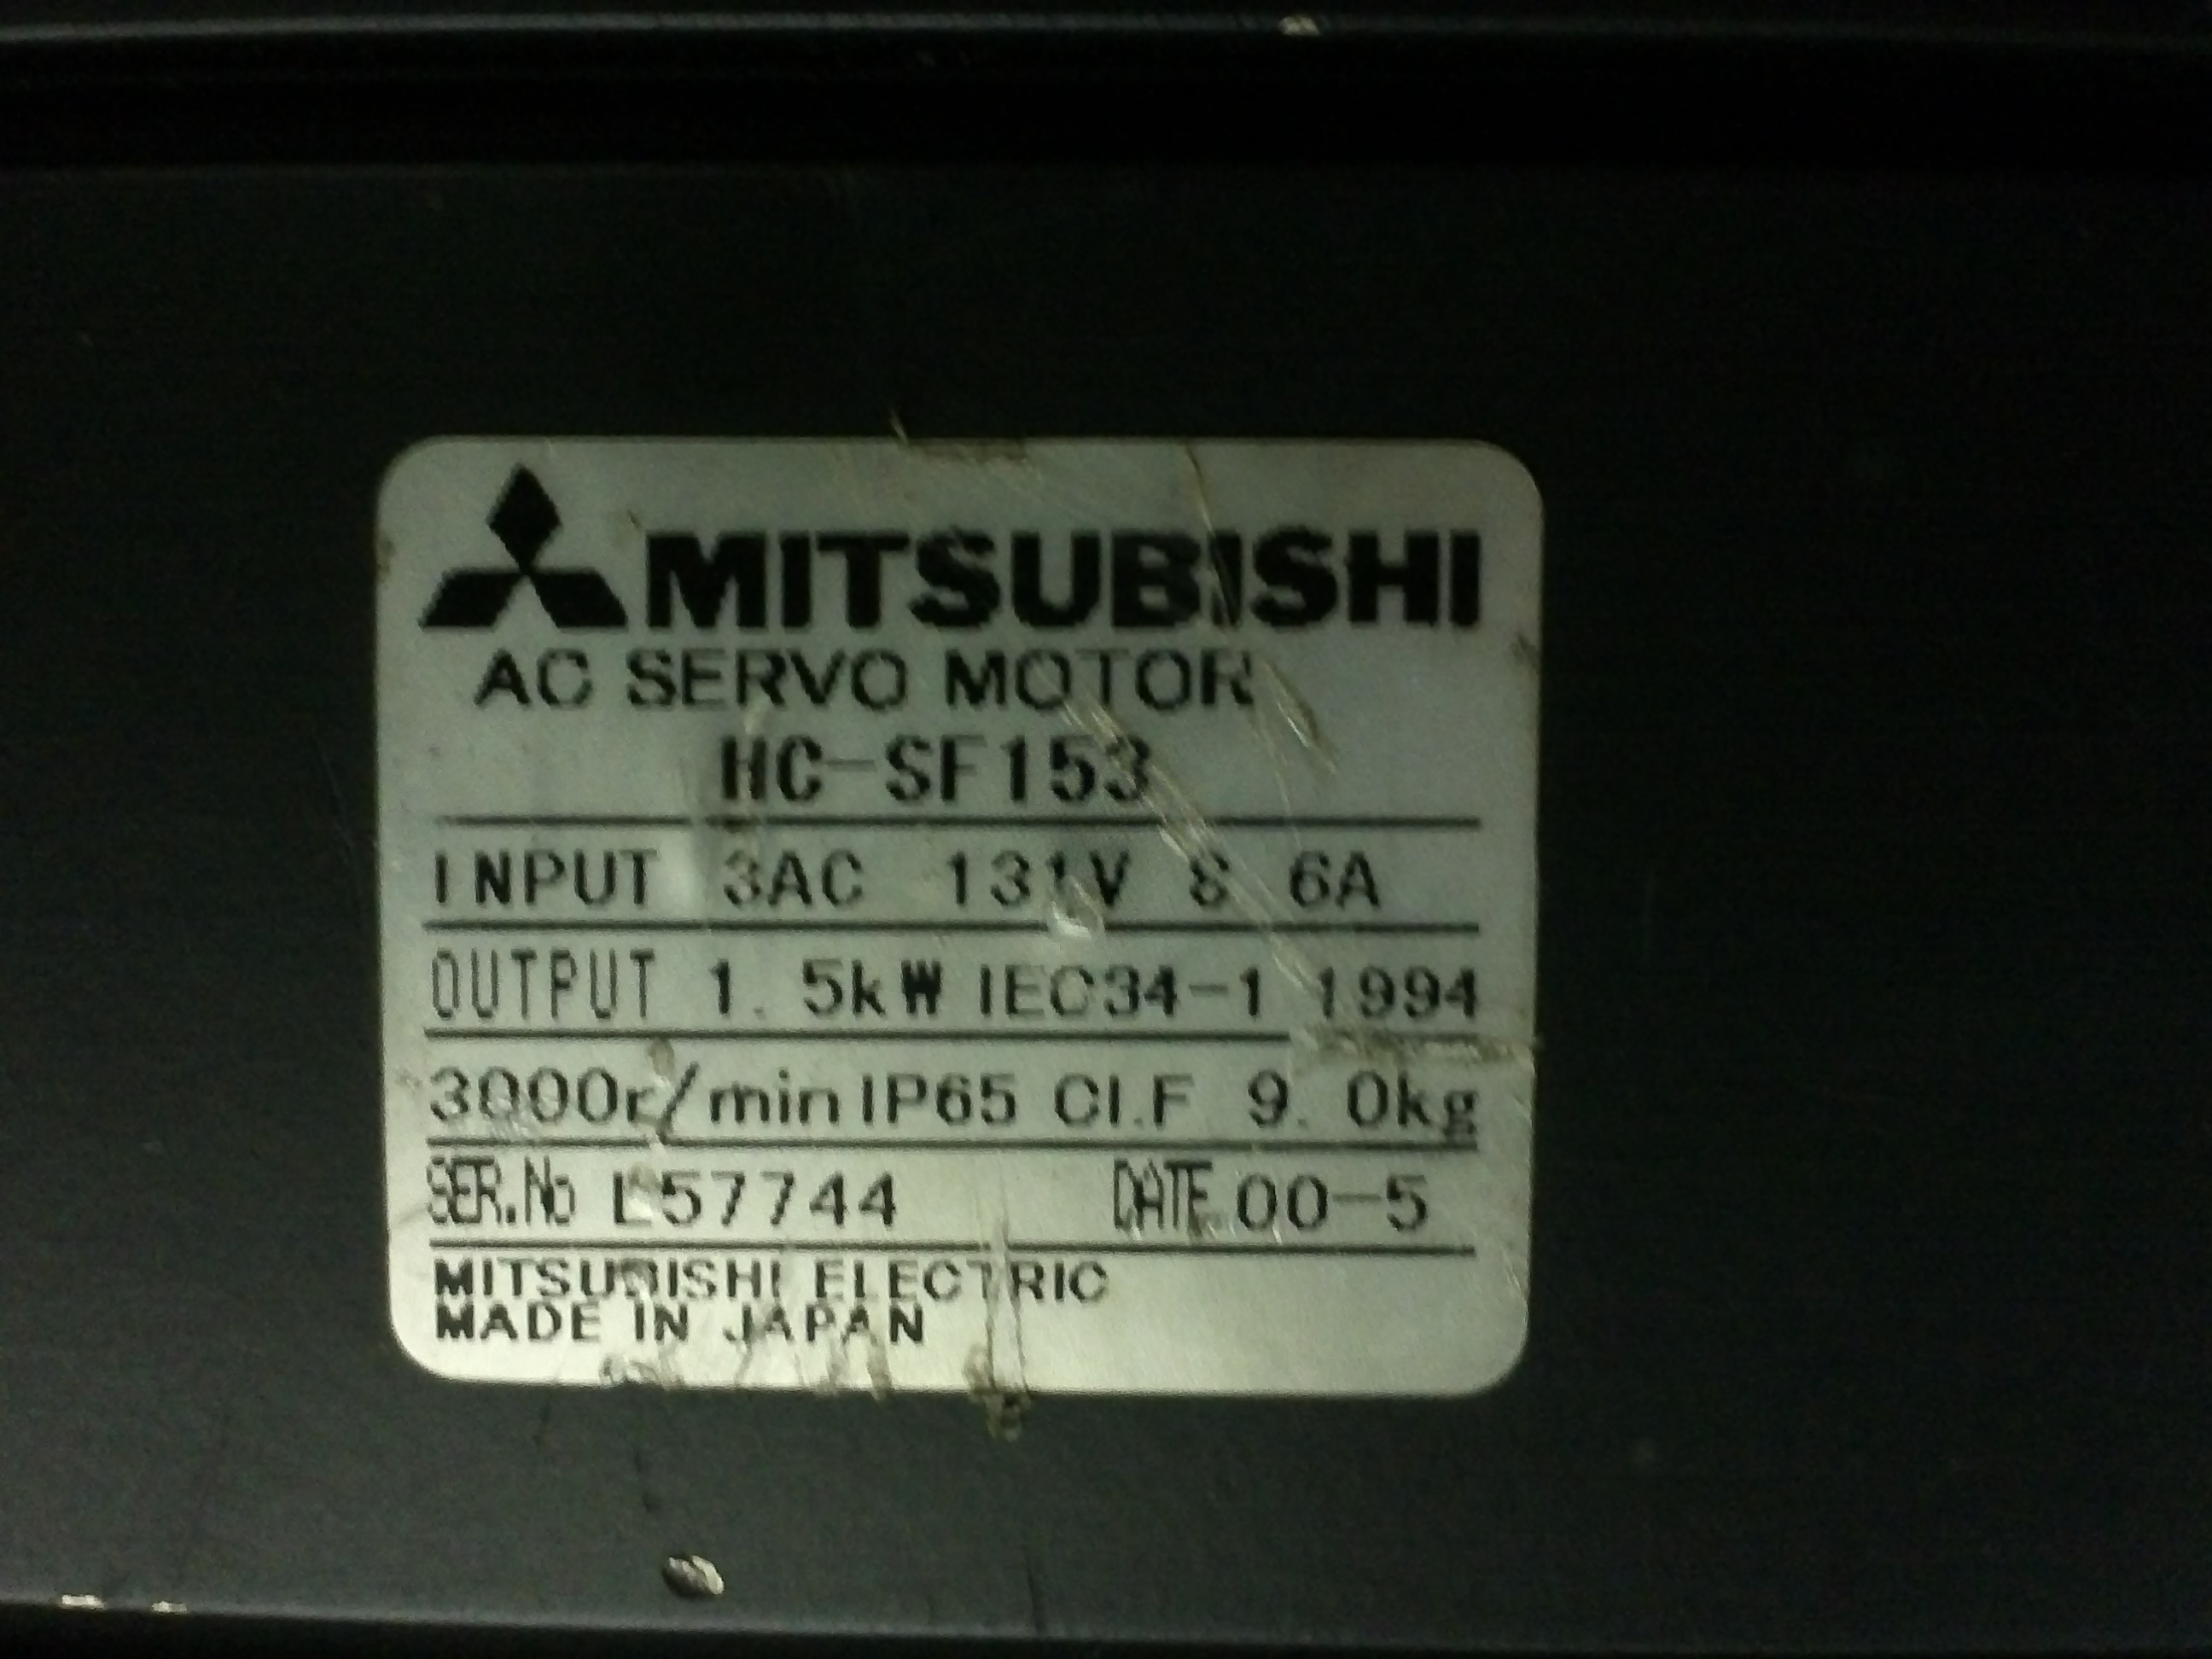 MITSUBISHI
AC SERVO MOTOR
HC-SF153
INPUT 3AC 131V 8 6A
OUTPUT 1. 5kW IEC34-1 1994
3000r/min IP65 CI.F 9. 0kg
SER.No L57744 DATE 00-5
MITSUBISHI ELECTRIC
MADE IN JAPAN